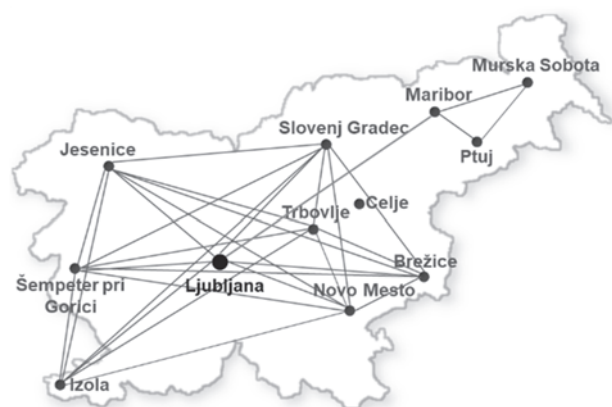 Murska Sobota
Maribor
Slovenj Gradec
Ptuj
Jesenice
Celje
Trbovlje
Brežice
Šempeter pri
Gorici
Ljubljana
Novo Mesto
Izola